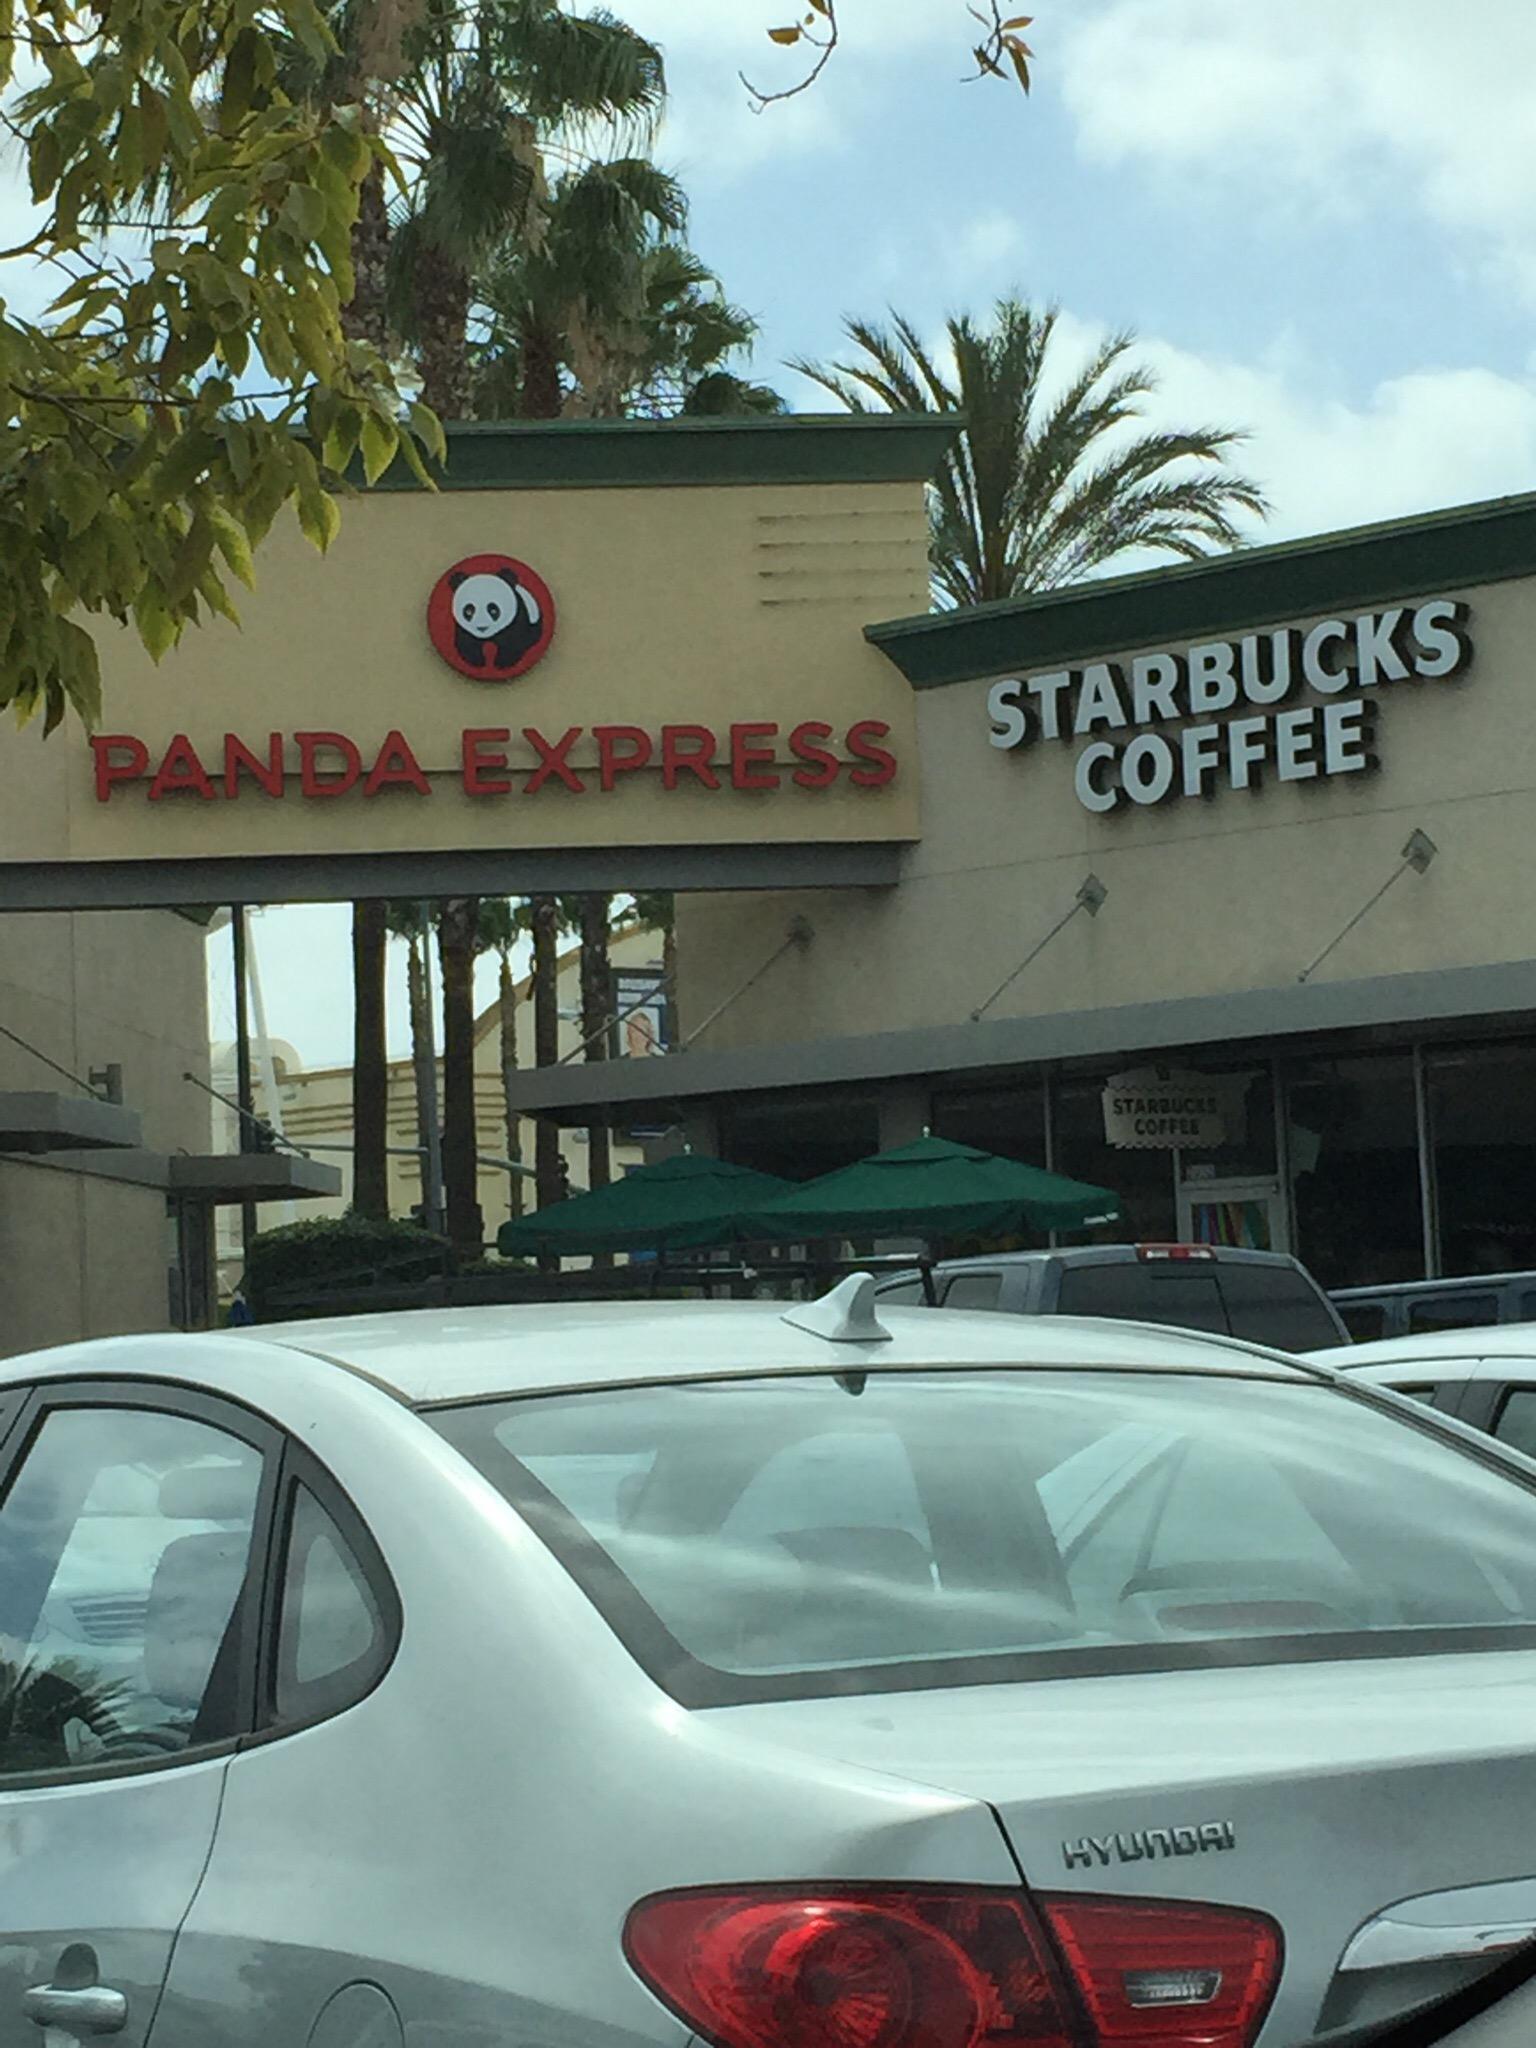 PANDA EXPRESS
STARBUCKS
COFFEE
STARBUCKS
COFFEE
HYUNDAI